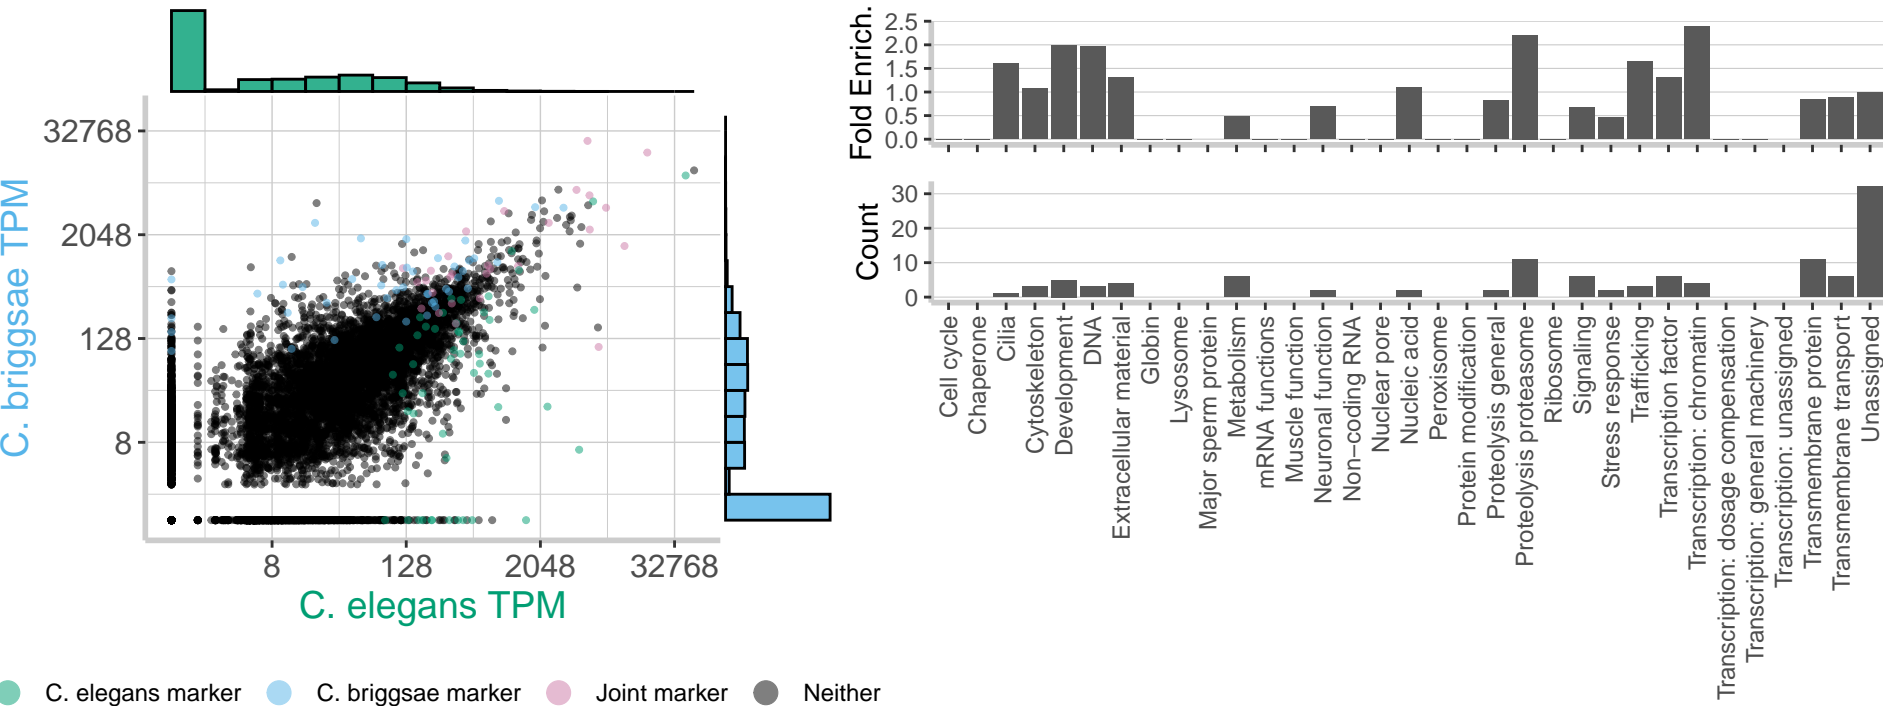 32768
2048
128
8
C. briggsae TPM
8
128
2048
32768
C. elegans TPM
C. elegans marker
C. briggsae marker
Joint marker
Neither
Fold Enrich.
2.5
2.0
1.5
1.0
0.5
0.0
Count
30
20
10
0
Cell cycle
Chaperone
Cilia
Cytoskeleton
Development
DNA
Extracellular material
Globin
Lysosome
Major sperm protein
Metabolism
mRNA functions
Muscle function
Neuronal function
Non−coding RNA
Nuclear pore
Nucleic acid
Peroxisome
Protein modification
Proteolysis general
Proteolysis proteasome
Ribosome
Signaling
Stress response
Trafficking
Transcription factor
Transcription: chromatin
Transcription: dosage compensation
Transcription: general machinery
Transcription: unassigned
Transmembrane protein
Transmembrane transport
Unassigned